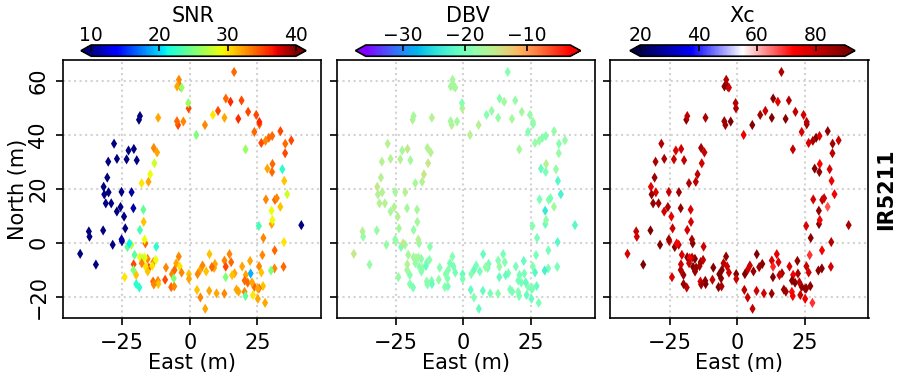 SNR DBV Xc
10 20 30 40 −30 −20 −10 20 40 60 80
60
40
20
0
−20
North (m)
IR5211
−25 0 25 −25 0 25 −25 0 25
East (m) East (m) East (m)